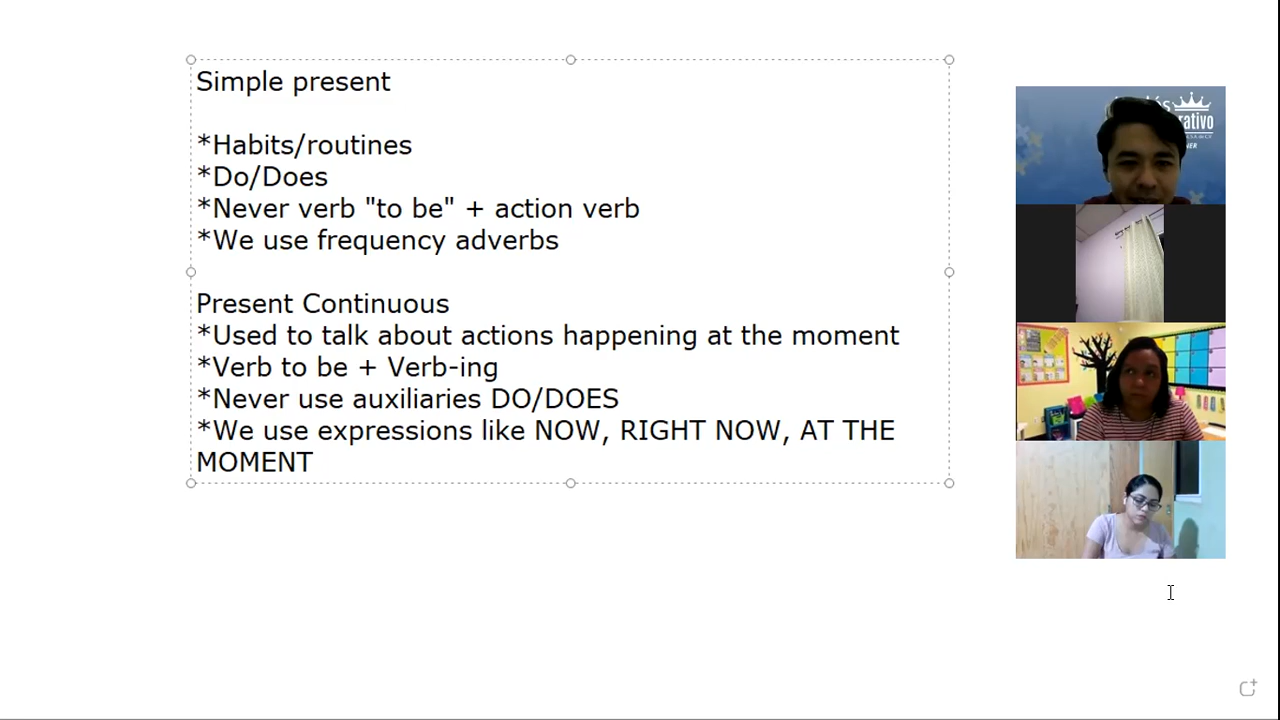 Simple present
*Habits/routines
*Do/Does
*Never verb "to be" + action verb
*We use frequency adverbs
Present Continuous
*Used to talk about actions happening at the moment
*Verb to be + Verb-ing
*Never use auxiliaries DO/DOES
*We use expressions like NOW, RIGHT NOW, AT THE
MOMENT